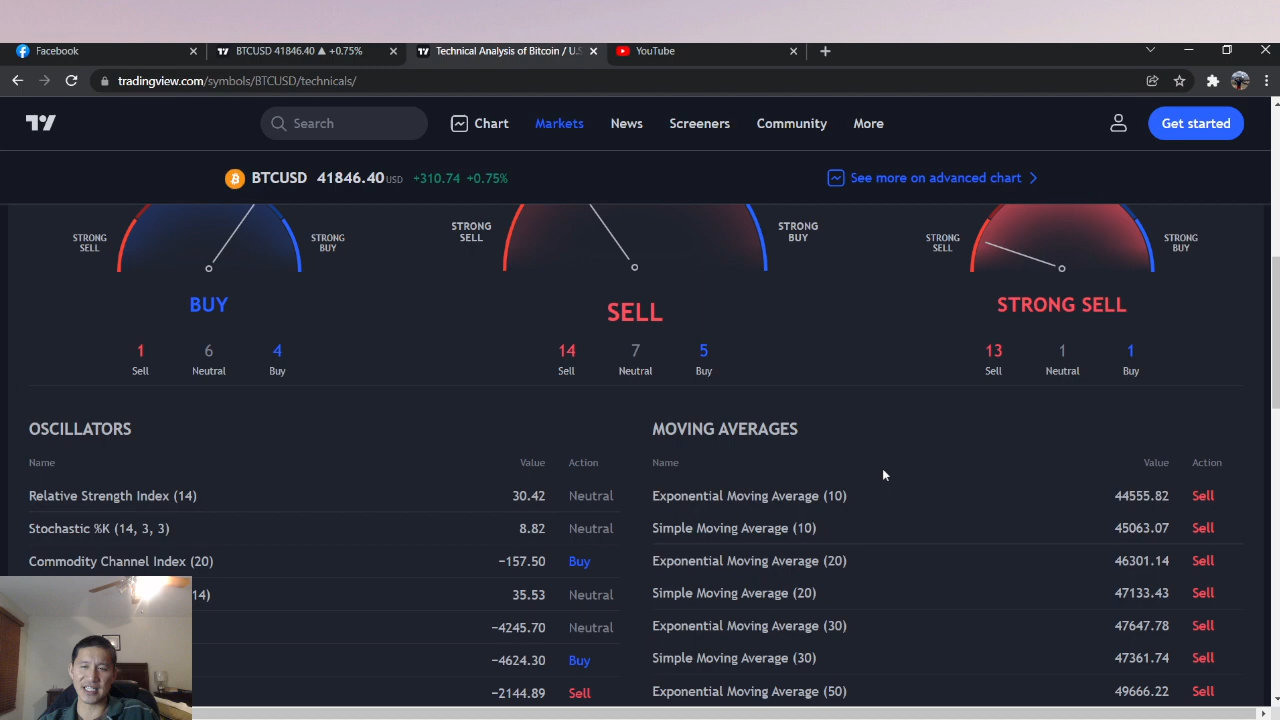 Facebook
BTCUSD 41846.40 ▲ +0.75%
Technical Analysis of Bitcoin / U.S
YouTube
tradingview.com/symbols/BTCUSD/technicals/
Search
Chart
Markets
News
Screeners
Community
More
Get started
BTCUSD 41846.40 USD +310.74 +0.75%
See more on advanced chart
STRONG SELL
STRONG BUY
STRONG SELL
STRONG BUY
STRONG SELL
STRONG BUY
BUY
SELL
STRONG SELL
1 6 4
Sell Neutral Buy
14 7 5
Sell Neutral Buy
13 1 1
Sell Neutral Buy
OSCILLATORS
Name Value Action
Relative Strength Index (14) 30.42 Neutral
Stochastic %K (14, 3, 3) 8.82 Neutral
Commodity Channel Index (20) −157.50 Buy
14) 35.53 Neutral
−4245.70 Neutral
−4624.30 Buy
−2144.89 Sell
MOVING AVERAGES
Name Value Action
Exponential Moving Average (10) 44555.82 Sell
Simple Moving Average (10) 45063.07 Sell
Exponential Moving Average (20) 46301.14 Sell
Simple Moving Average (20) 47133.43 Sell
Exponential Moving Average (30) 47647.78 Sell
Simple Moving Average (30) 47361.74 Sell
Exponential Moving Average (50) 49666.22 Sell